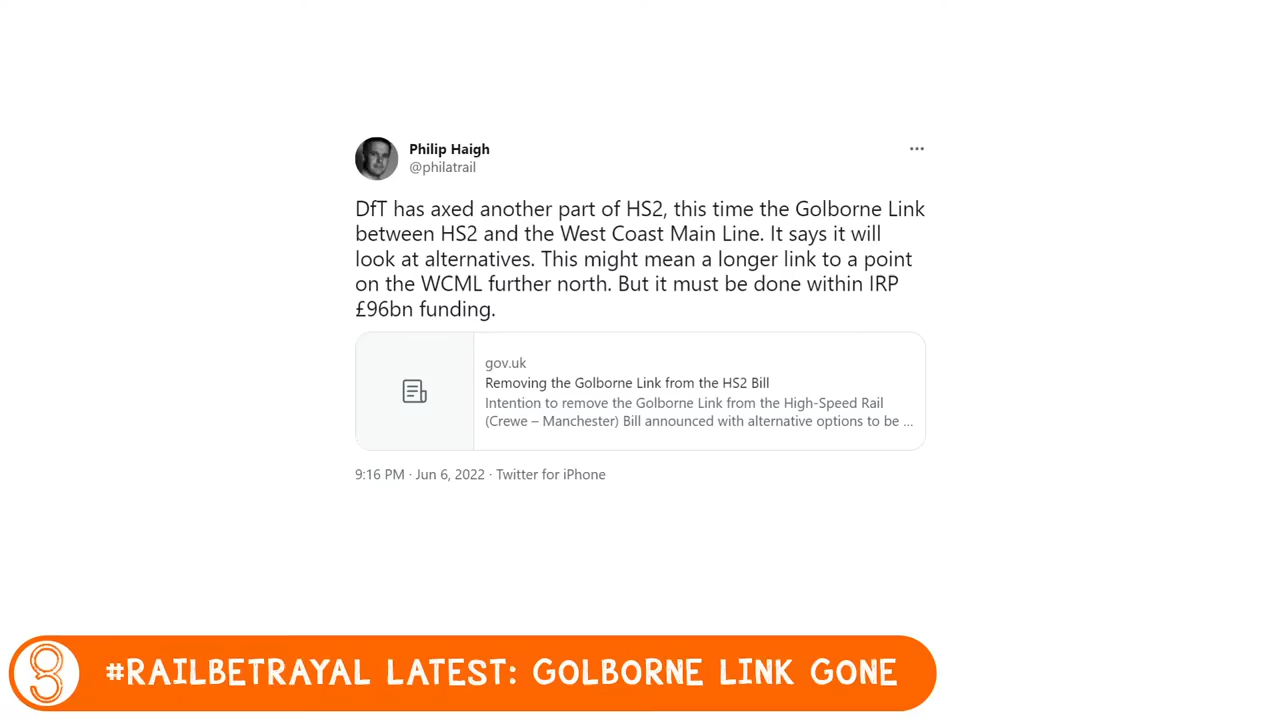 Philip Haigh
@philatrail
DfT has axed another part of HS2, this time the Golborne Link
between HS2 and the West Coast Main Line. It says it will
look at alternatives. This might mean a longer link to a point
on the WCML further north. But it must be done within IRP
£96bn funding.
gov.uk
Removing the Golborne Link from the HS2 Bill
Intention to remove the Golborne Link from the High-Speed Rail
(Crewe – Manchester) Bill announced with alternative options to be ...
9:16 PM · Jun 6, 2022 · Twitter for iPhone
#RAILBETRAYAL LATEST: GOLBORNE LINK GONE